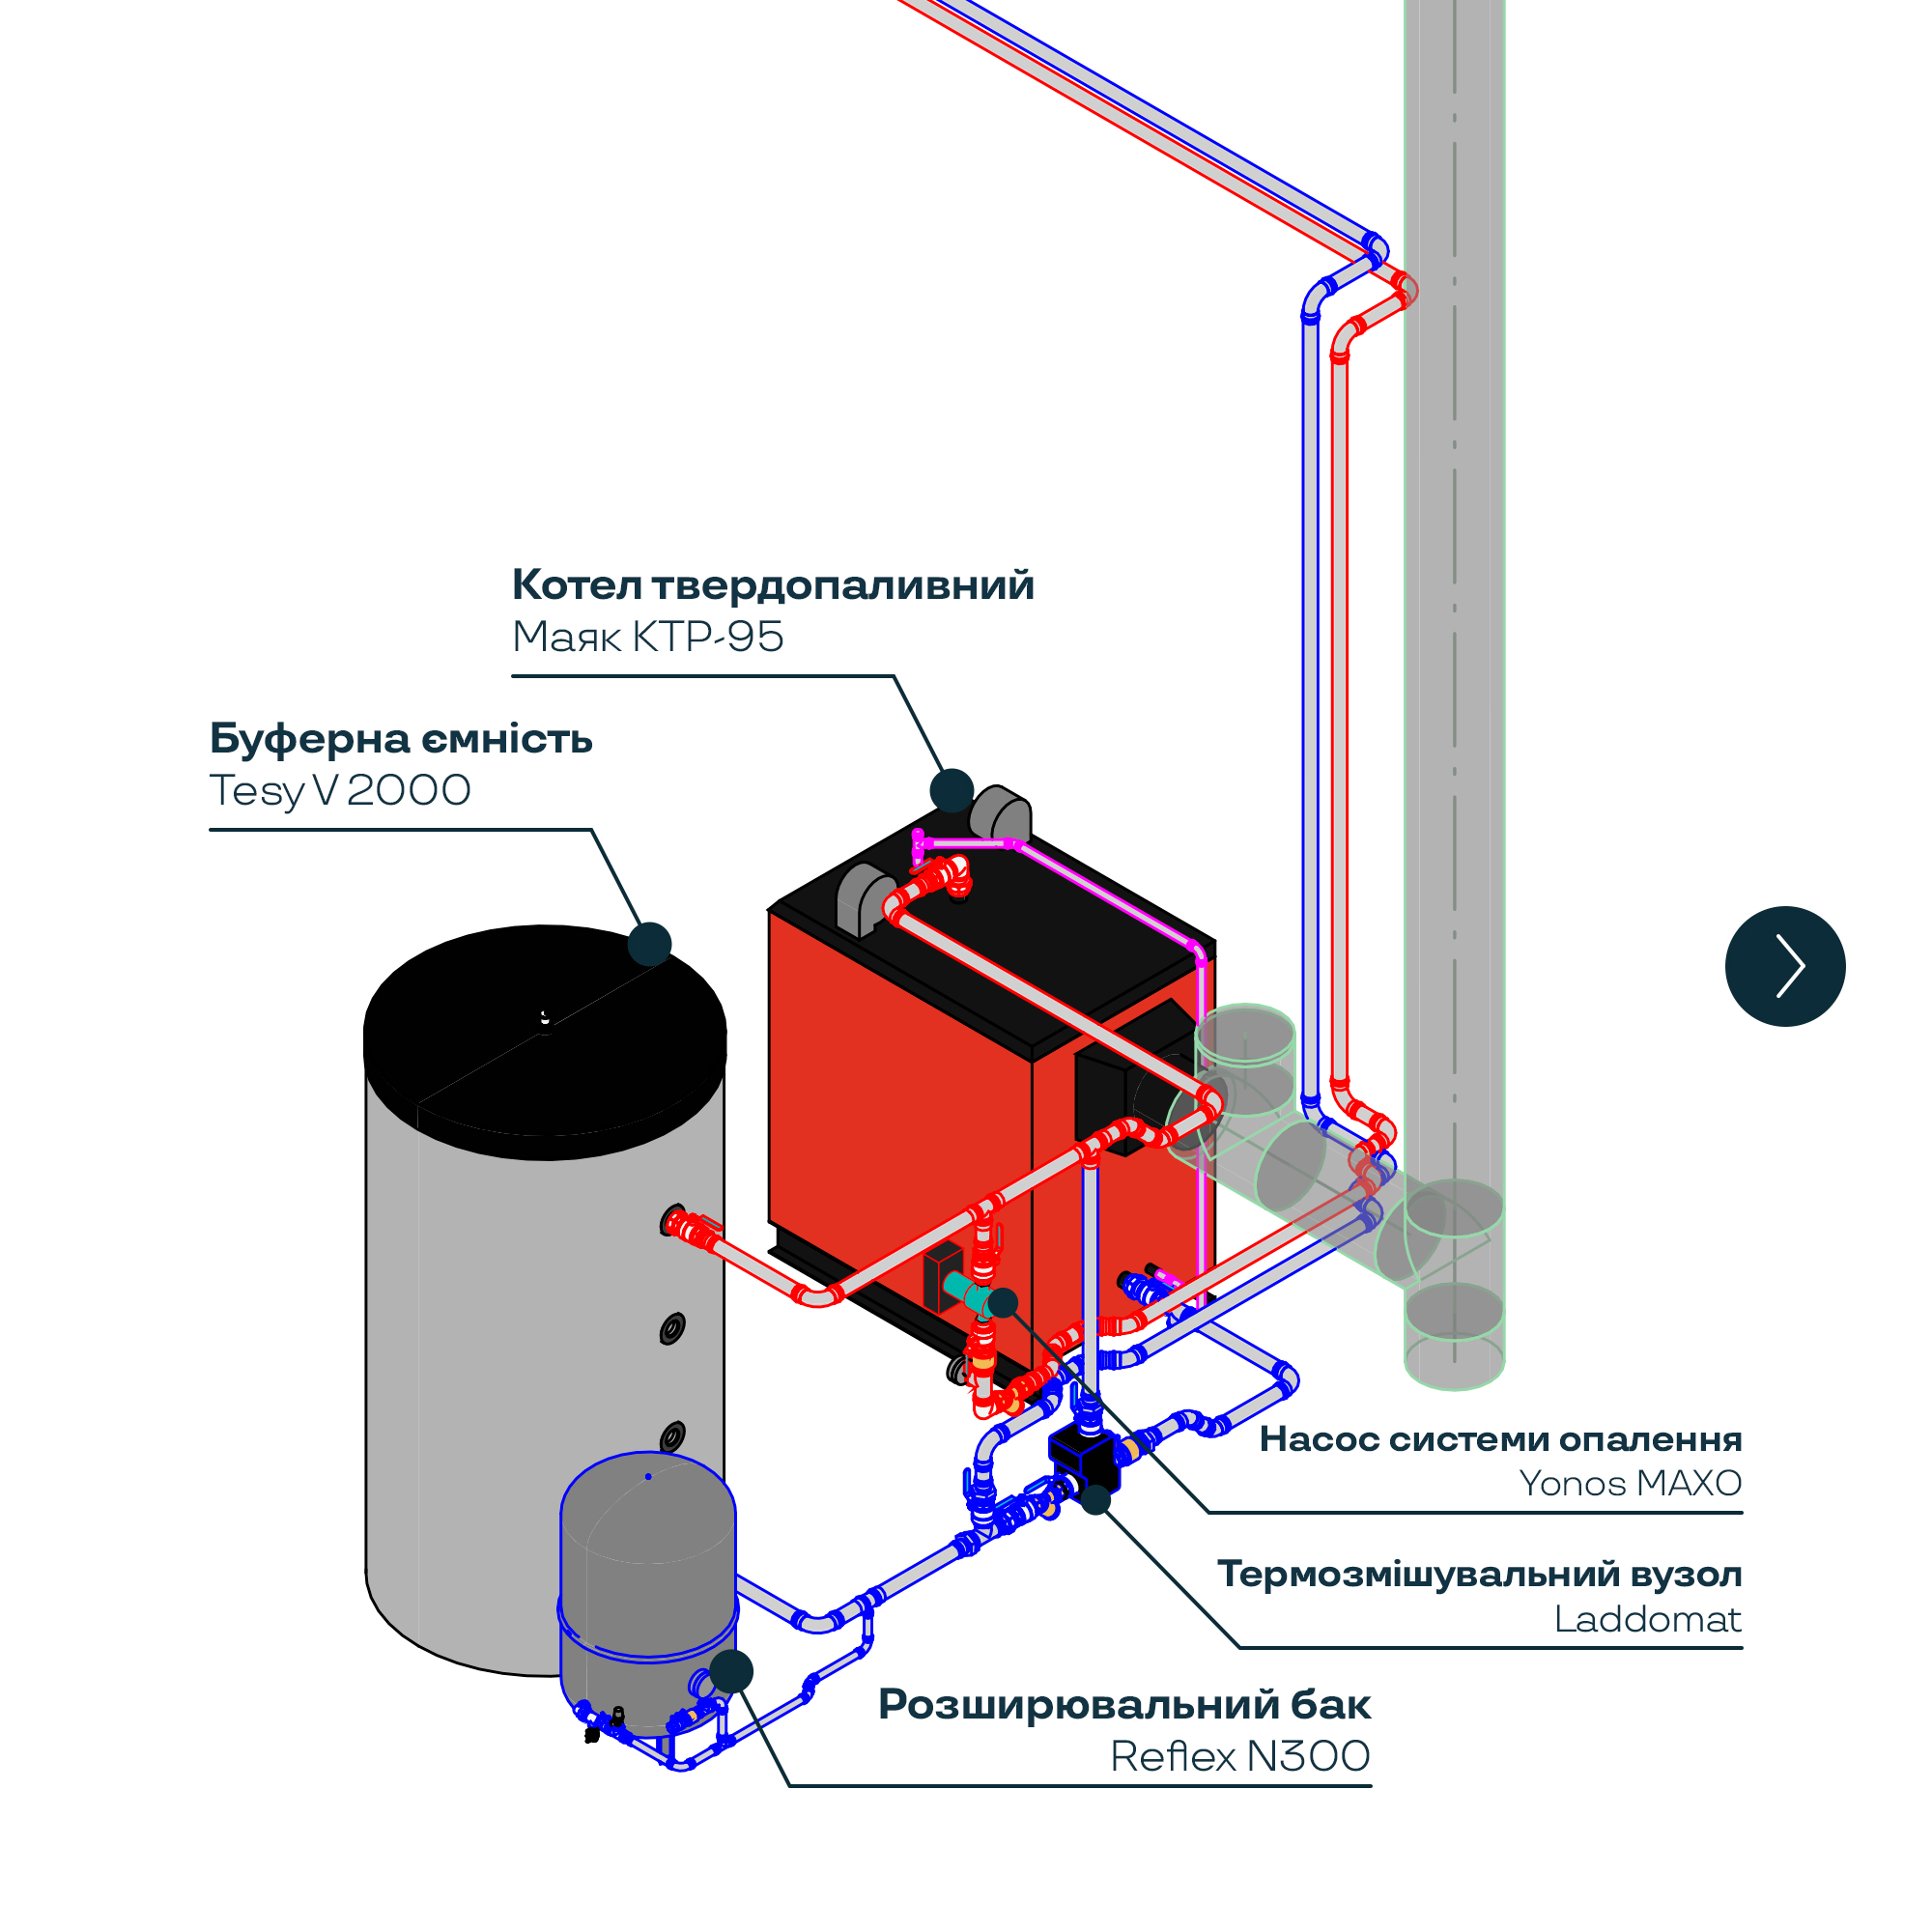 Котел твердопаливний
Маяк КТР-95
Буферна ємність
Tesy V 2000
Насос системи опалення
Yonos MAXO
Термозмішувальний вузол
Laddomat
Розширювальний бак
Reflex N300